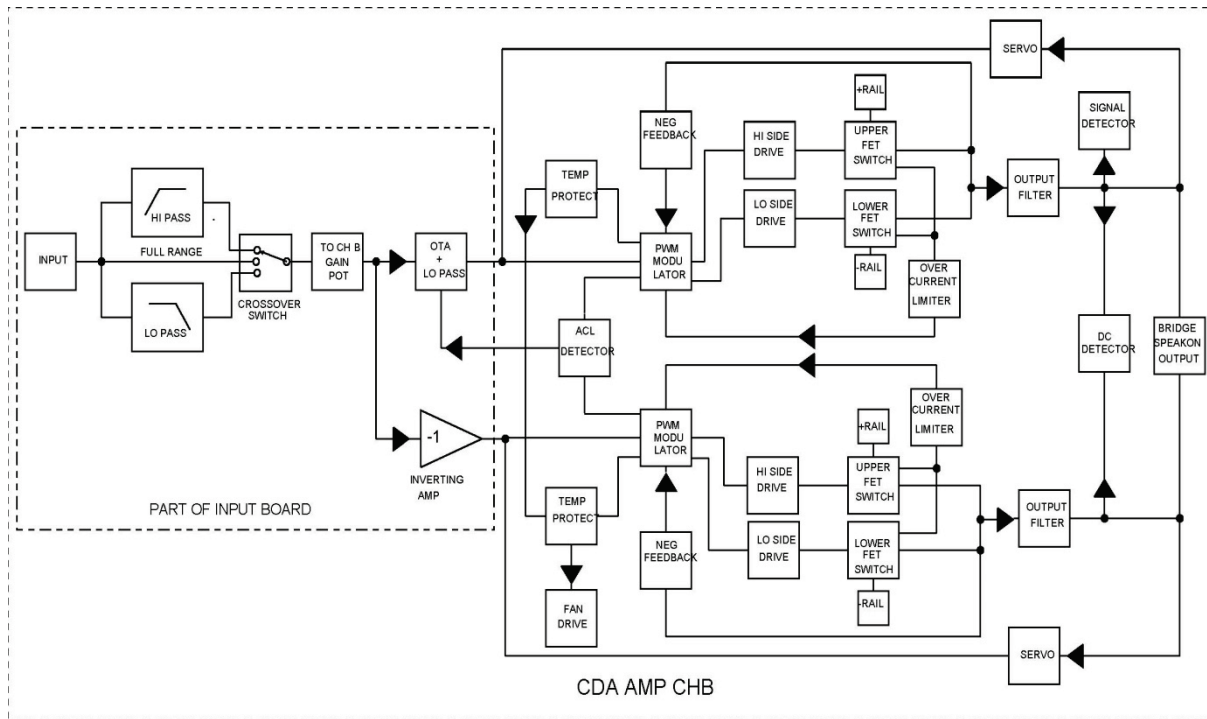 SERVO
+RAIL
NEG
FEEDBACK
HI SIDE
DRIVE
UPPER
FET
SWITCH
SIGNAL
DETECTOR
HI PASS
TEMP
PROTECT
OUTPUT
FILTER
LO SIDE
DRIVE
LOWER
FET
SWITCH
INPUT
FULL RANGE
CROSSOVER
SWITCH
TO CH B
GAIN
POT
OTA
+
LO PASS
PWM
MODU
LATOR
-RAIL
OVER
CURRENT
LIMITER
LO PASS
ACL
DETECTOR
DC
DETECTOR
BRIDGE
SPEAKON
OUTPUT
-1
INVERTING
AMP
PWM
MODU
LATOR
+RAIL
OVER
CURRENT
LIMITER
HI SIDE
DRIVE
UPPER
FET
SWITCH
PART OF INPUT BOARD
TEMP
PROTECT
NEG
FEEDBACK
LO SIDE
DRIVE
LOWER
FET
SWITCH
OUTPUT
FILTER
-RAIL
FAN
DRIVE
SERVO
CDA AMP CHB